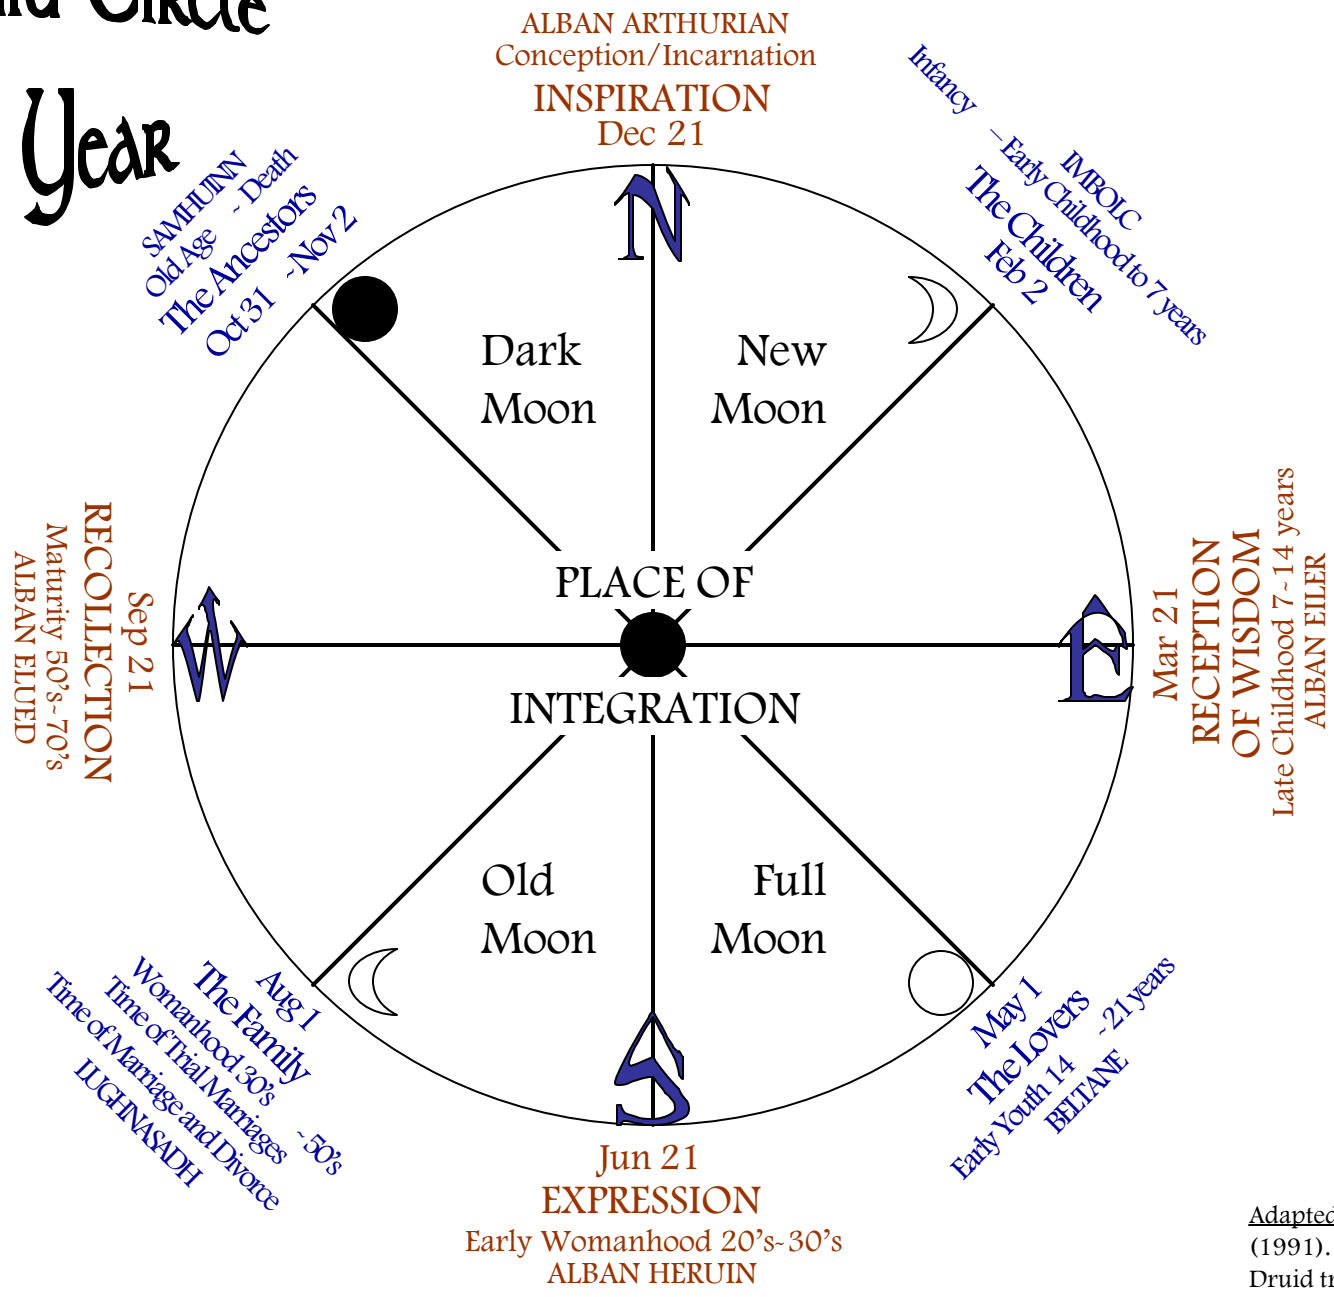 Circle
Year
ALBAN ARTHURIAN
Conception/Incarnation
INSPIRATION
Dec 21
SAMHUINN
Old Age ~ Death
The Ancestors
Oct 31 ~Nov 2
Infancy – Early Childhood to 7 years
IMBOLC
The Children
Feb 2
N
Dark
Moon
New
Moon
ALBAN ELUED
Maturity 50's~70's
RECOLLECTION
Sep 21
W
PLACE OF
INTEGRATION
E
Mar 21
RECEPTION
OF WISDOM
Late Childhood 7~14 years
ALBAN EILER
Old
Moon
Full
Moon
S
Aug 1
The Family
Womanhood 30's ~50's
Time of Trial Marriages
Time of Marriage and Divorce
LUGHNASADH
May 1
The Lovers
Early Youth 14 ~21 years
BELTANE
Jun 21
EXPRESSION
Early Womanhood 20's~30's
ALBAN HERUIN
Adapted
(1991).
Druid